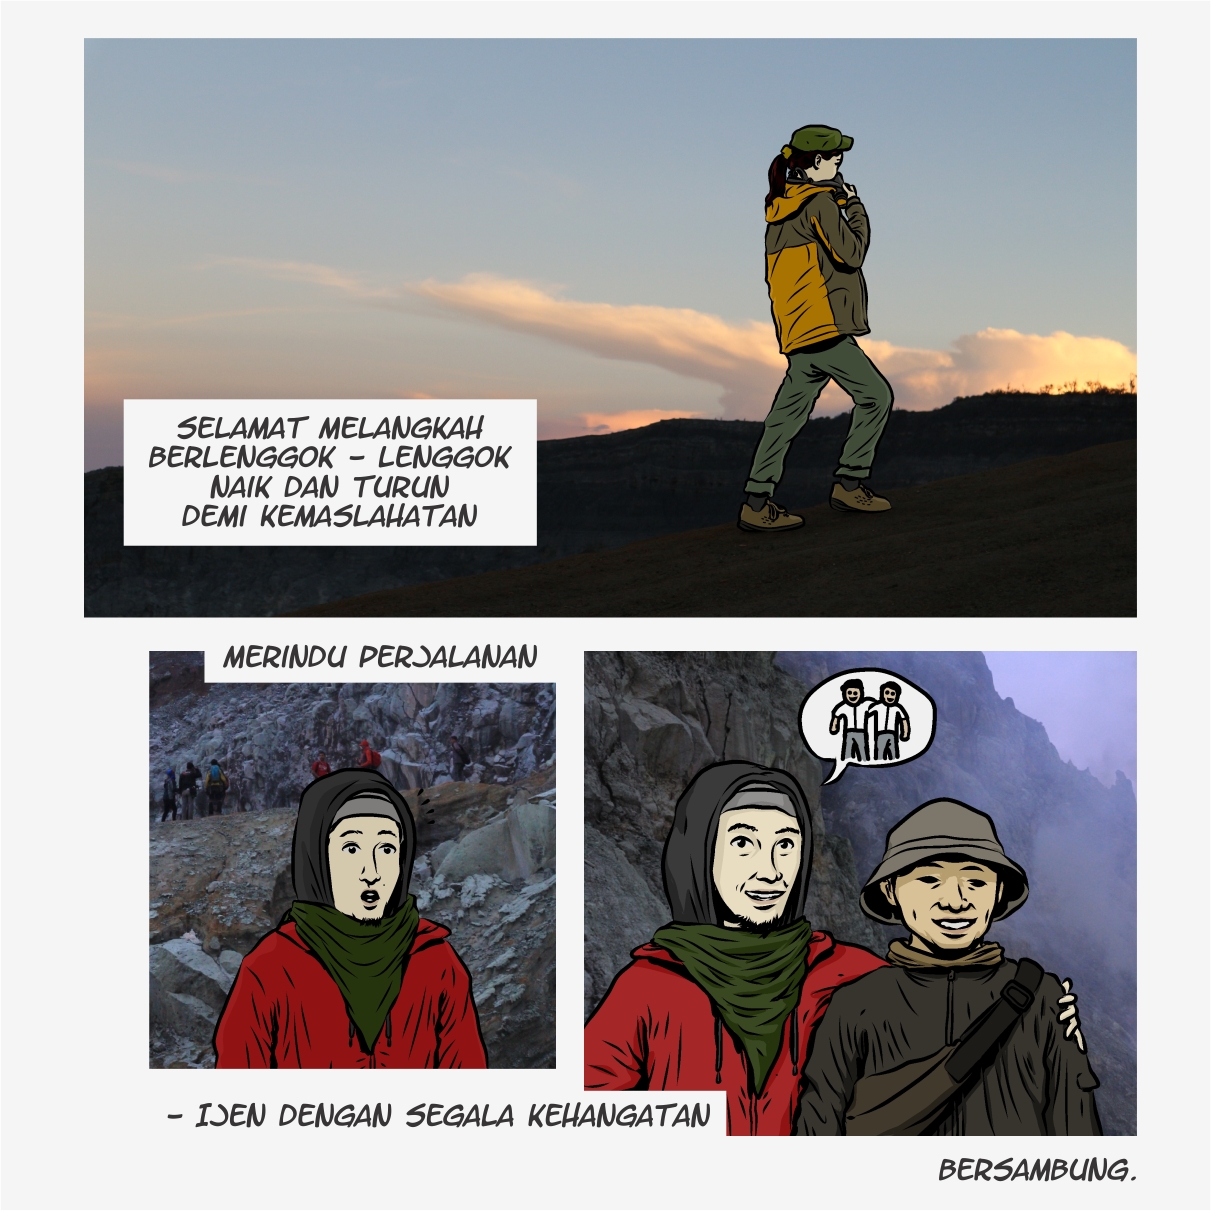 SELAMAT MELANGKAH
BERLENGGOK - LENGGOK
NAIK DAN TURUN
DEMI KEMASLAHATAN
MERINDU PERJALANAN
- IJEN DENGAN SEGALA KEHANGATAN
BERSAMBUNG.